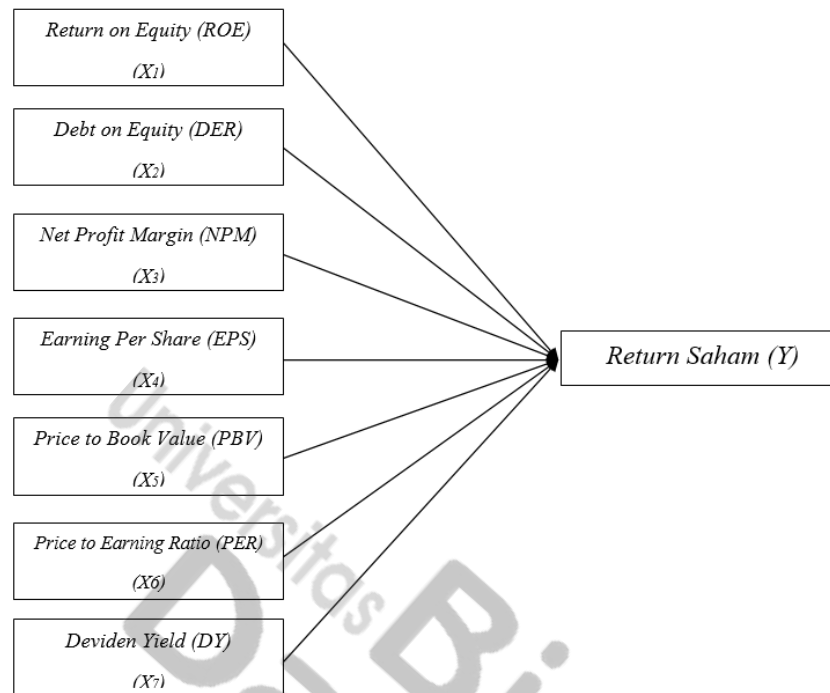 Return on Equity (ROE)
(X1)
Debt on Equity (DER)
(X2)
Net Profit Margin (NPM)
(X3)
Earning Per Share (EPS)
(X4)
Price to Book Value (PBV)
(X5)
Price to Earning Ratio (PER)
(X6)
Deviden Yield (DY)
(X7)
Return Saham (Y)
Universitas